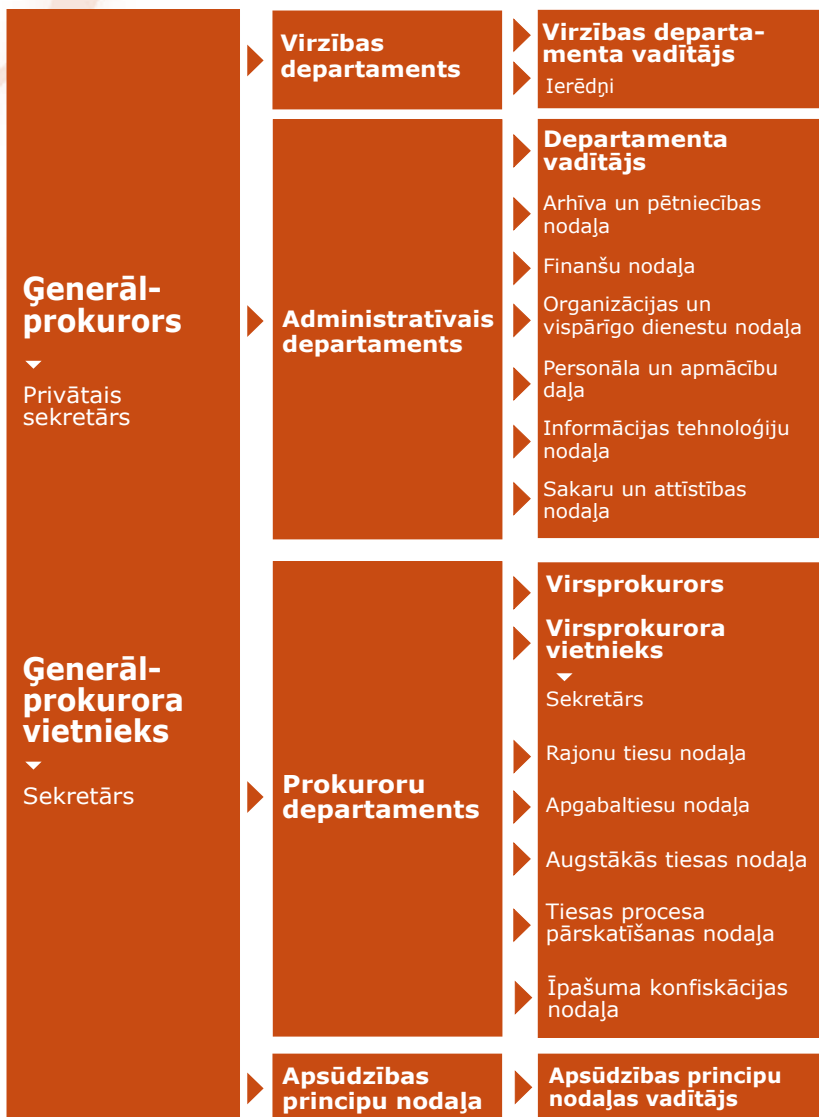 Ģenerāl-
prokurors
Privātais
sekretārs
Ģenerāl-
prokurora
vietnieks
Sekretārs
Virzības
departaments
Virzības departa-
menta vadītājs
Ierēdņi
Administratīvais
departaments
Departamenta
vadītājs
Arhīva un pētniecības
nodaļa
Finanšu nodaļa
Organizācijas un
vispārīgo dienestu nodaļa
Personāla un apmācību
daļa
Informācijas tehnoloģiju
nodaļa
Sakaru un attīstības
nodaļa
Prokuroru
departaments
Virsprokurors
Virsprokurora
vietnieks
Sekretārs
Rajonu tiesu nodaļa
Apgabaltiesu nodaļa
Augstākās tiesas nodaļa
Tiesas procesa
pārskatīšanas nodaļa
Īpašuma konfiskācijas
nodaļa
Apsūdzības
principu nodaļa
Apsūdzības principu
nodaļas vadītājs